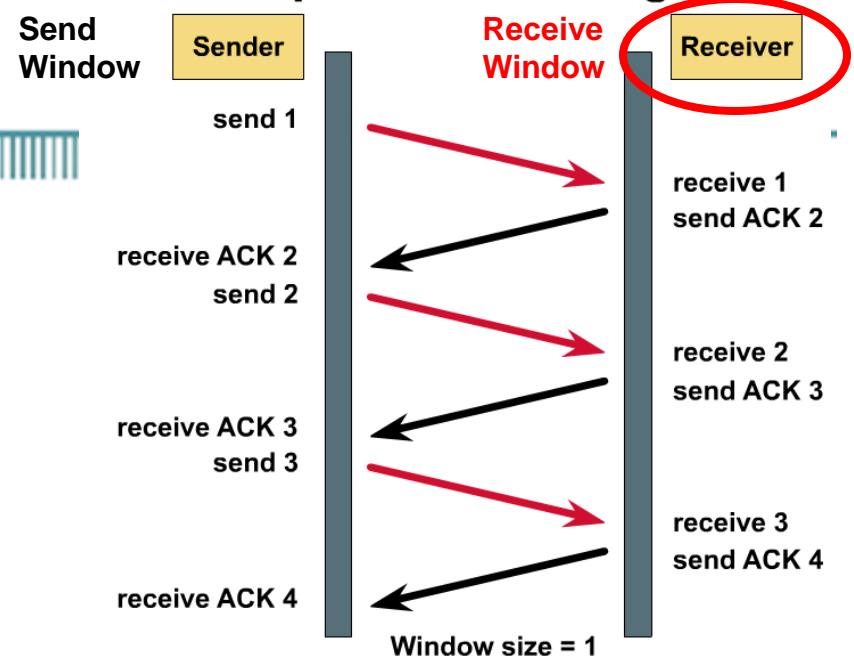 Send
Window
Sender
Receive
Window
Receiver
send 1
receive 1
send ACK 2
receive ACK 2
send 2
receive 2
send ACK 3
receive ACK 3
send 3
receive 3
send ACK 4
receive ACK 4
Window size = 1